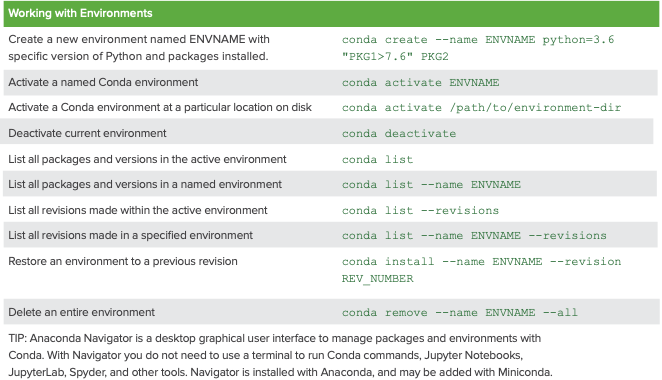 Working with Environments
Create a new environment named ENVNAME with
specific version of Python and packages installed.
conda create --name ENVNAME python=3.6
"PKG1>7.6" PKG2
Activate a named Conda environment
conda activate ENVNAME
Activate a Conda environment at a particular location on disk
conda activate /path/to/environment-dir
Deactivate current environment
conda deactivate
List all packages and versions in the active environment
conda list
List all packages and versions in a named environment
conda list --name ENVNAME
List all revisions made within the active environment
conda list --revisions
List all revisions made in a specified environment
conda list --name ENVNAME --revisions
Restore an environment to a previous revision
conda install --name ENVNAME --revision
REV_NUMBER
Delete an entire environment
conda remove --name ENVNAME --all
TIP: Anaconda Navigator is a desktop graphical user interface to manage packages and environments with
Conda. With Navigator you do not need to use a terminal to run Conda commands, Jupyter Notebooks,
JupyterLab, Spyder, and other tools. Navigator is installed with Anaconda, and may be added with Miniconda.